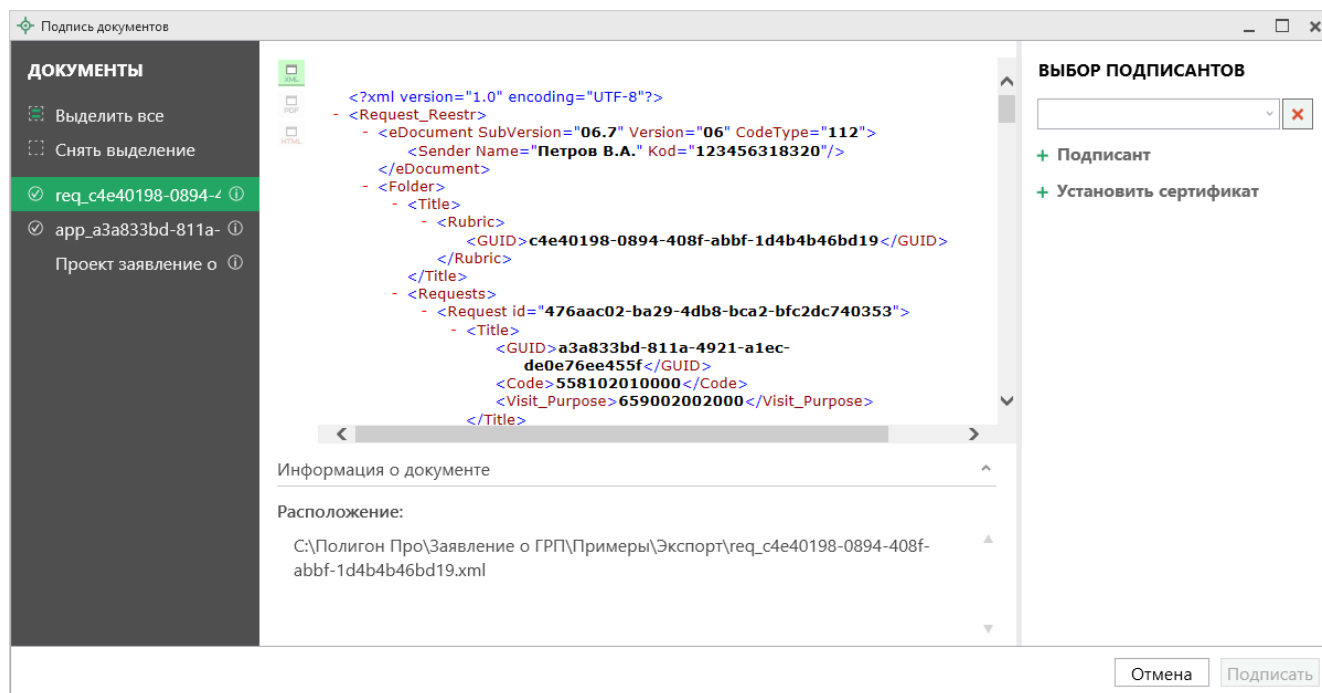 Подпись документов
ДОКУМЕНТЫ
Выделить все
Снять выделение
req_c4e40198-0894-4
app_a3a833bd-811a-
Проект заявление о
XML
PDF
HTML
<?xml version="1.0" encoding="UTF-8"?>
- <Request_Reestr>
- <eDocument SubVersion="06.7" Version="06" CodeType="112">
<Sender Name="Петров В.А." Kod="123456318320"/>
</eDocument>
- <Folder>
- <Title>
- <Rubric>
<GUID>c4e40198-0894-408f-abbf-1d4b4b46bd19</GUID>
</Rubric>
</Title>
- <Requests>
- <Request id="476aac02-ba29-4db8-bca2-bfc2dc740353">
- <Title>
<GUID>a3a833bd-811a-4921-a1ec-
de0e76ee455f</GUID>
<Code>558102010000</Code>
<Visit_Purpose>659002002000</Visit_Purpose>
</Title>
Информация о документе
Расположение:
C:\Полигон Про\Заявление о ГРП\Примеры\Экспорт\req_c4e40198-0894-408f-
abbf-1d4b4b46bd19.xml
ВЫБОР ПОДПИСАНТОВ
+ Подписант
+ Установить сертификат
Отмена
Подписать